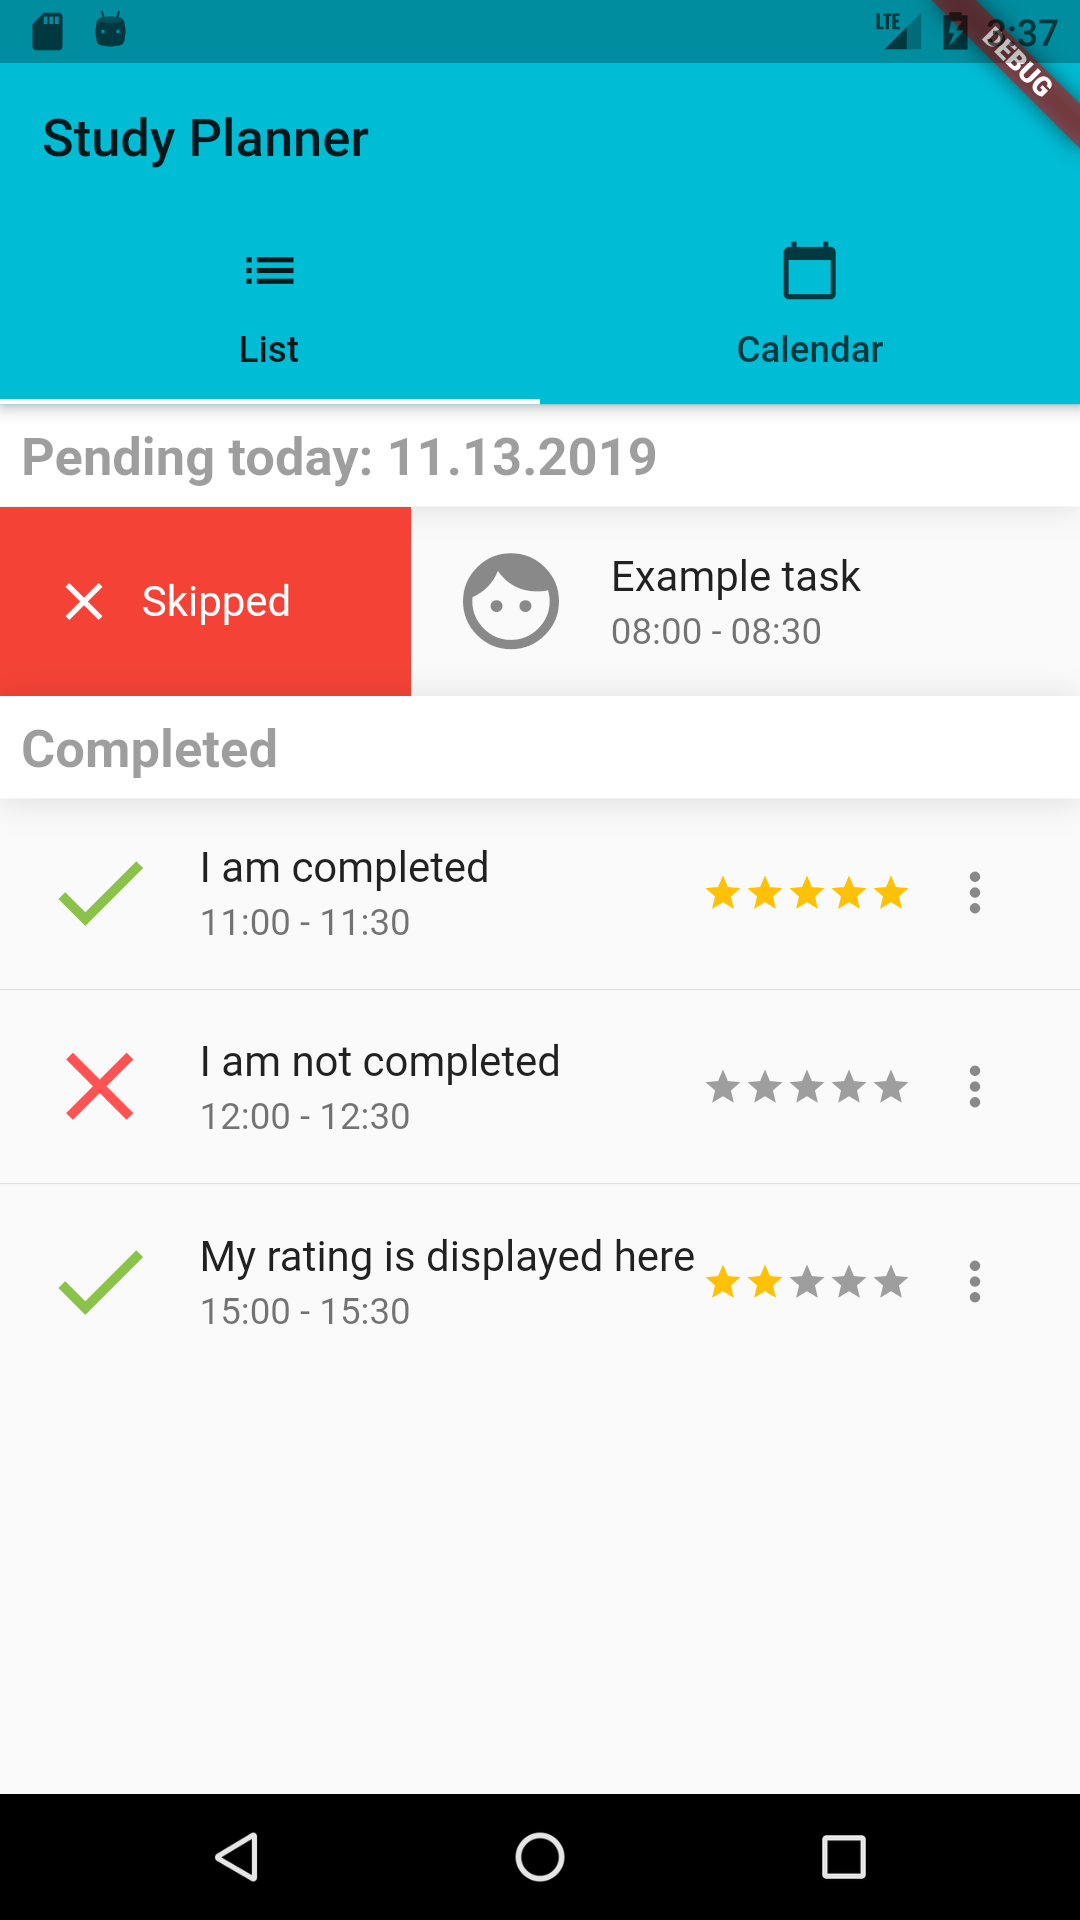 LTE
DEBUG
Study Planner
List
Calendar
Pending today: 11.13.2019
Skipped
Example task
08:00 - 08:30
Completed
I am completed
11:00 - 11:30
I am not completed
12:00 - 12:30
My rating is displayed here
15:00 - 15:30